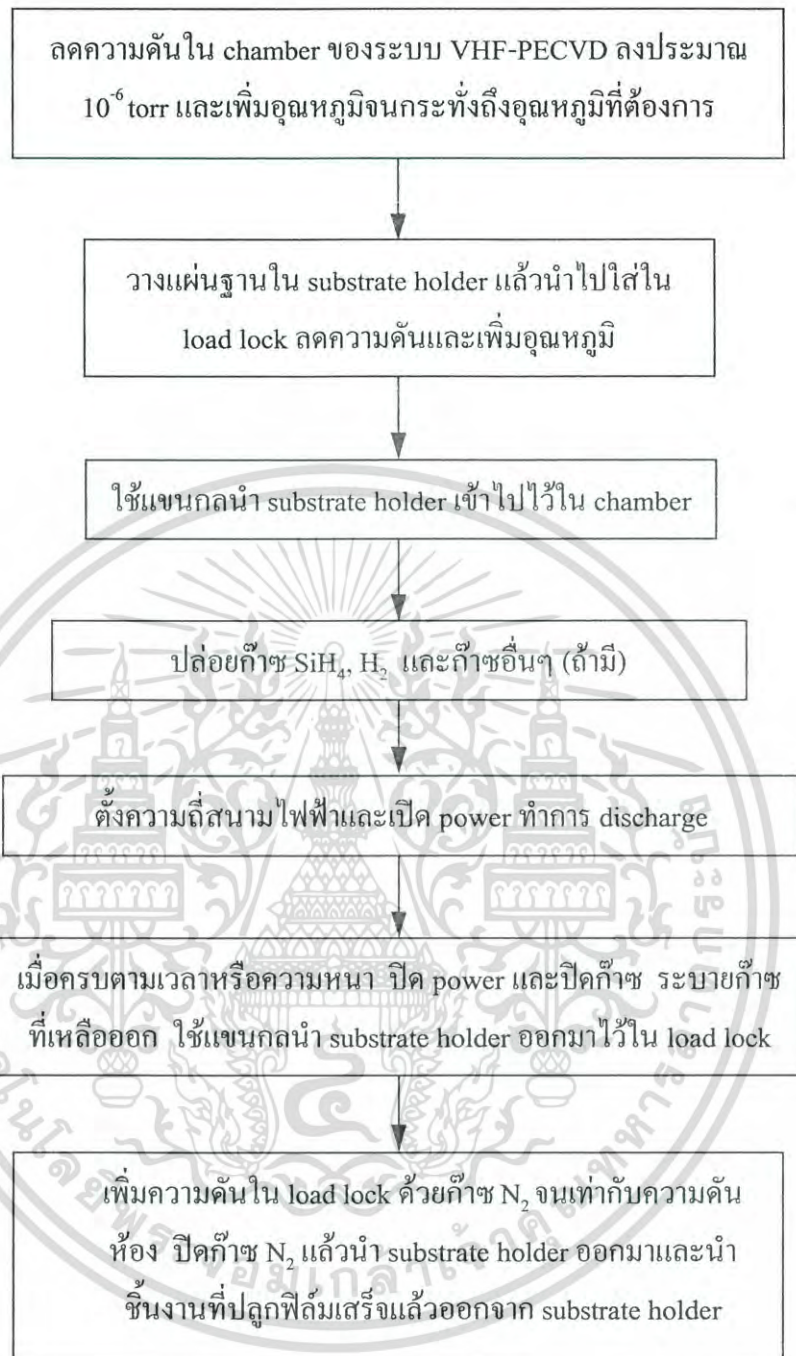 ลดความดันใน chamber ของระบบ VHF-PECVD ลงประมาณ
10⁻⁶ torr และเพิ่มอุณหภูมิจนกระทั่งถึงอุณหภูมิที่ต้องการ
วางแผ่นฐานใน substrate holder แล้วนำไปใส่ใน
load lock ลดความดันและเพิ่มอุณหภูมิ
ใช้แขนกลนำ substrate holder เข้าไปไว้ใน chamber
ปล่อยก๊าซ SiH₄, H₂ และก๊าซอื่นๆ (ถ้ามี)
ตั้งความถี่สนามไฟฟ้าและเปิด power ทำการ discharge
เมื่อครบตามเวลาหรือความหนา ปิด power และปิดก๊าซ ระบายก๊าซ
ที่เหลือออก ใช้แขนกลนำ substrate holder ออกมาไว้ใน load lock
เพิ่มความดันใน load lock ด้วยก๊าซ N₂ จนเท่ากับความดัน
ห้อง ปิดก๊าซ N₂ แล้วนำ substrate holder ออกมาและนำ
ชิ้นงานที่ปลูกฟิล์มเสร็จแล้วออกจาก substrate holder